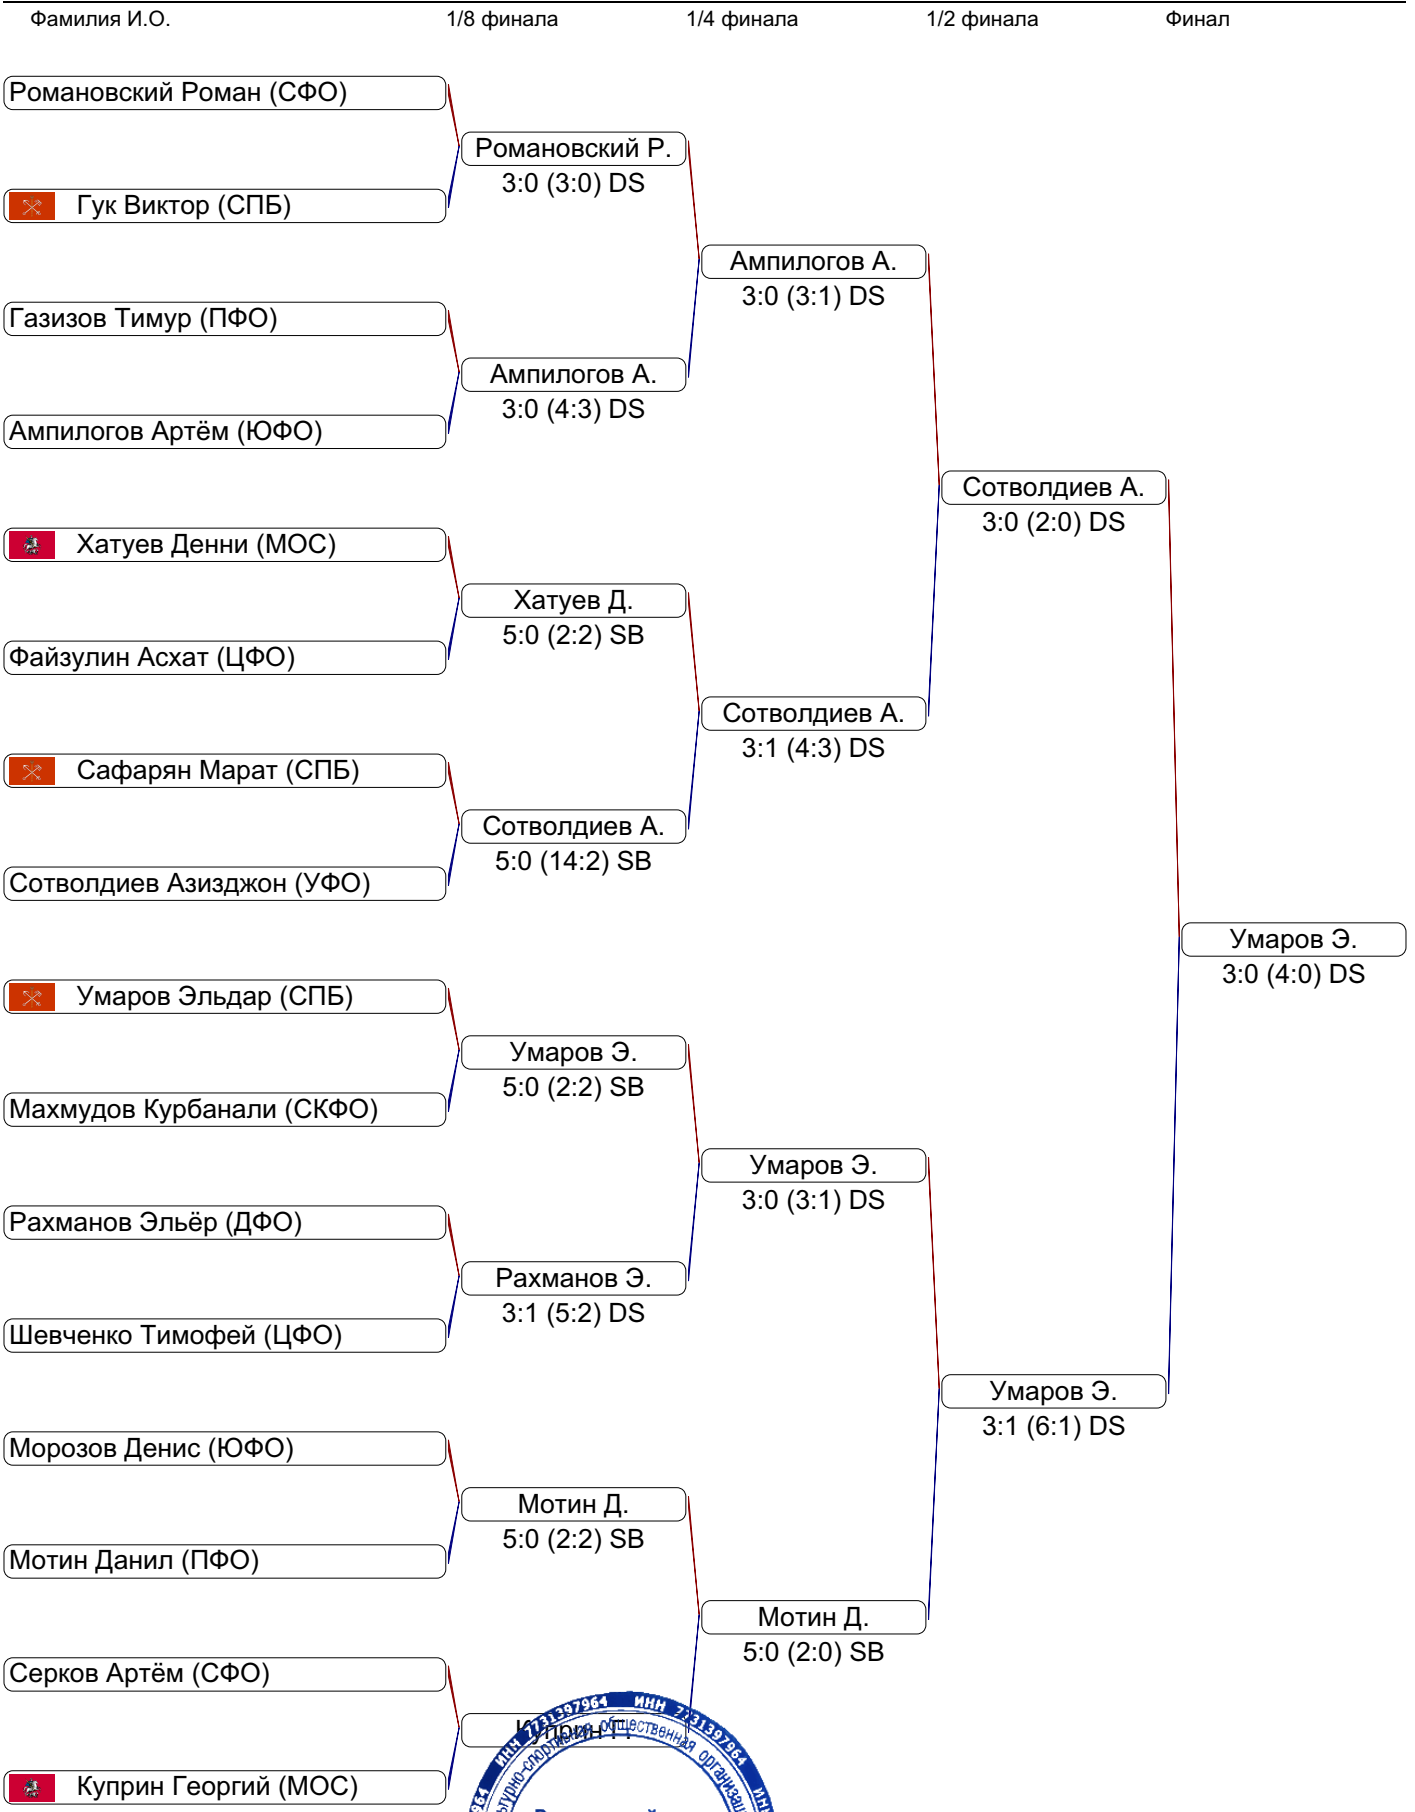 Фамилия И.О. 1/8 финала 1/4 финала 1/2 финала Финал
Романовский Роман (СФО)
Романовский Р.
3:0 (3:0) DS
Гук Виктор (СПБ)
Ампилогов А.
3:0 (3:1) DS
Газизов Тимур (ПФО)
Ампилогов А.
3:0 (4:3) DS
Ампилогов Артём (ЮФО)
Сотволдиев А.
3:0 (2:0) DS
Хатуев Денни (МОС)
Хатуев Д.
5:0 (2:2) SB
Файзулин Асхат (ЦФО)
Сотволдиев А.
3:1 (4:3) DS
Сафарян Марат (СПБ)
Сотволдиев А.
5:0 (14:2) SB
Сотволдиев Азизджон (УФО)
Умаров Э.
3:0 (4:0) DS
Умаров Эльдар (СПБ)
Умаров Э.
5:0 (2:2) SB
Махмудов Курбанали (СКФО)
Умаров Э.
3:0 (3:1) DS
Рахманов Эльёр (ДФО)
Рахманов Э.
3:1 (5:2) DS
Шевченко Тимофей (ЦФО)
Умаров Э.
3:1 (6:1) DS
Морозов Денис (ЮФО)
Мотин Д.
5:0 (2:2) SB
Мотин Данил (ПФО)
Мотин Д.
5:0 (2:0) SB
Серков Артём (СФО)
Куприн Г.
ИНН 7731397964 ИНН 7731397964
общественная
Куприн Георгий (МОС)